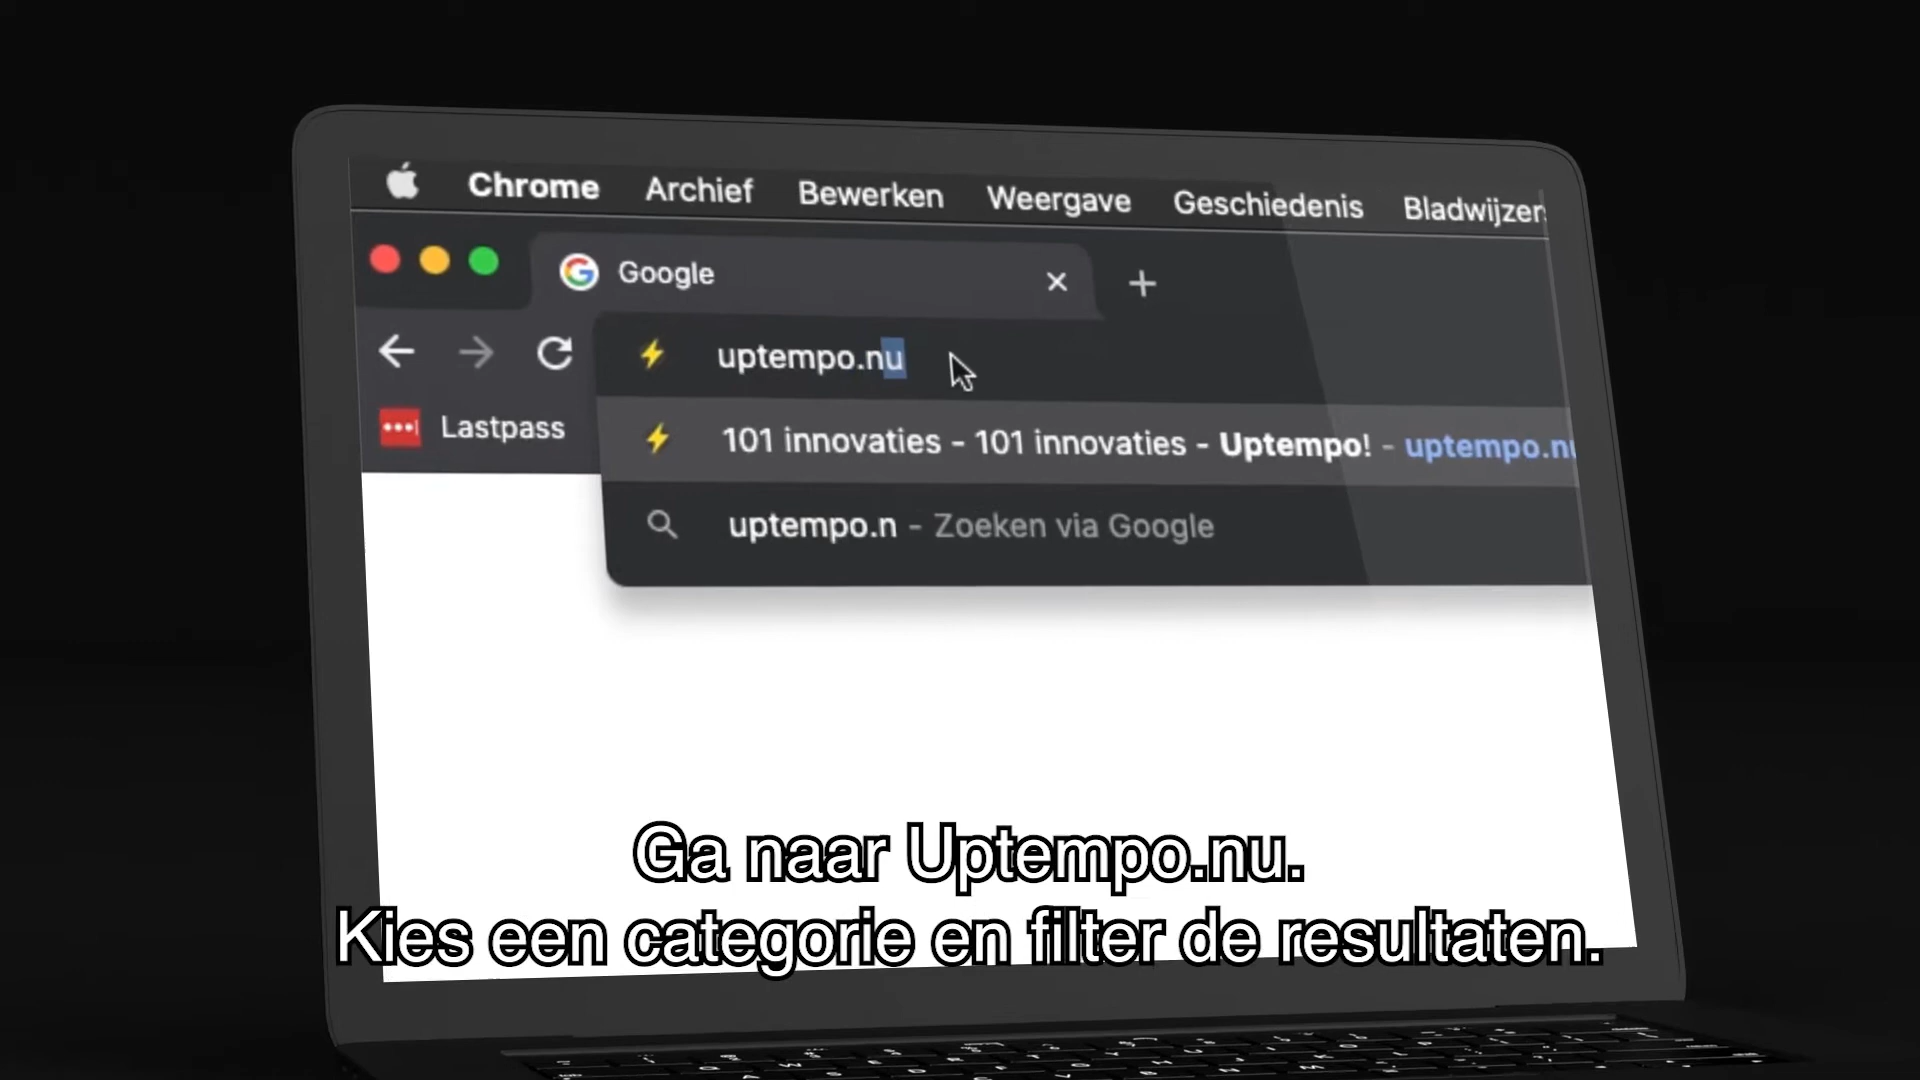 Chrome Archief Bewerken Weergave Geschiedenis Bladwijzers
Google
uptempo.nu
Lastpass
101 innovaties - 101 innovaties - Uptempo! - uptempo.nu
uptempo.n - Zoeken via Google
Ga naar Uptempo.nu.
Kies een categorie en filter de resultaten.